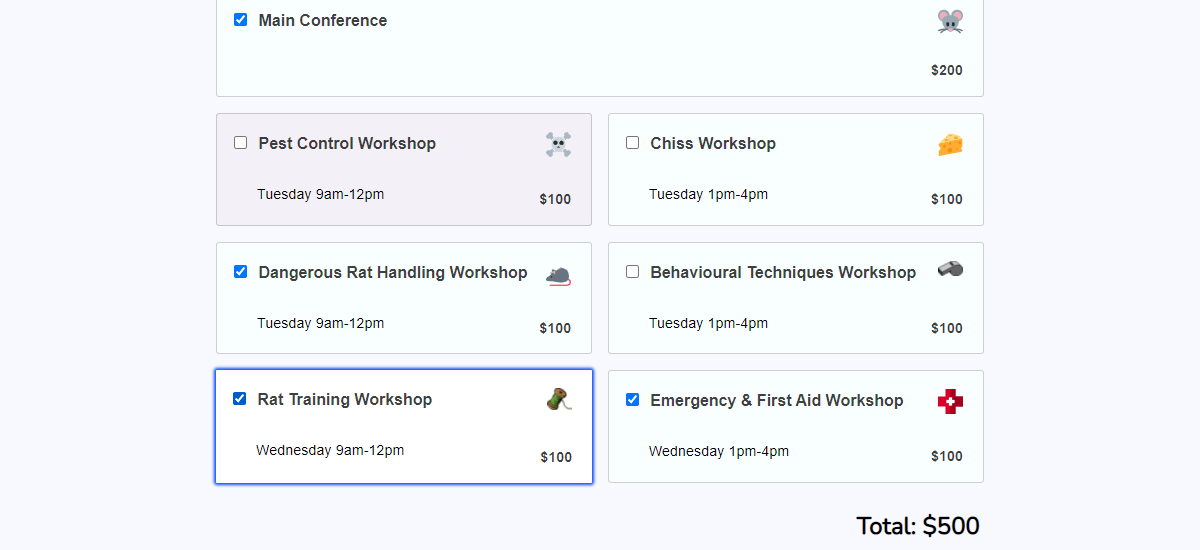 Main Conference
$200
Pest Control Workshop
Tuesday 9am-12pm
$100
Chiss Workshop
Tuesday 1pm-4pm
$100
Dangerous Rat Handling Workshop
Tuesday 9am-12pm
$100
Behavioural Techniques Workshop
Tuesday 1pm-4pm
$100
Rat Training Workshop
Wednesday 9am-12pm
$100
Emergency & First Aid Workshop
Wednesday 1pm-4pm
$100
Total: $500